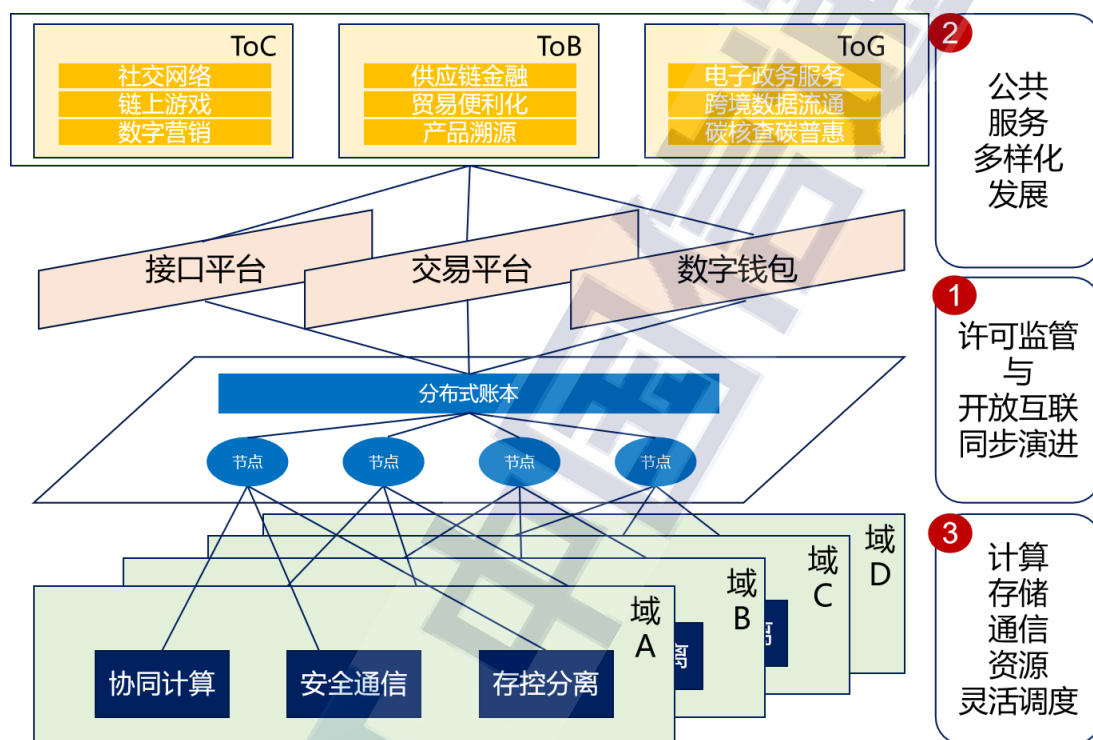 ToC
社交网络
链上游戏
数字营销
ToB
供应链金融
贸易便利化
产品溯源
ToG
电子政务服务
跨境数据流通
碳核查碳普惠
2
公共
服务
多样化
发展
接口平台
交易平台
数字钱包
1
许可监管
与
开放互联
同步演进
分布式账本
节点
节点
节点
节点
3
计算
存储
通信
资源
灵活调度
域
D
域
C
域
B
域
A
离
离
协同计算
安全通信
存控分离
中国信通